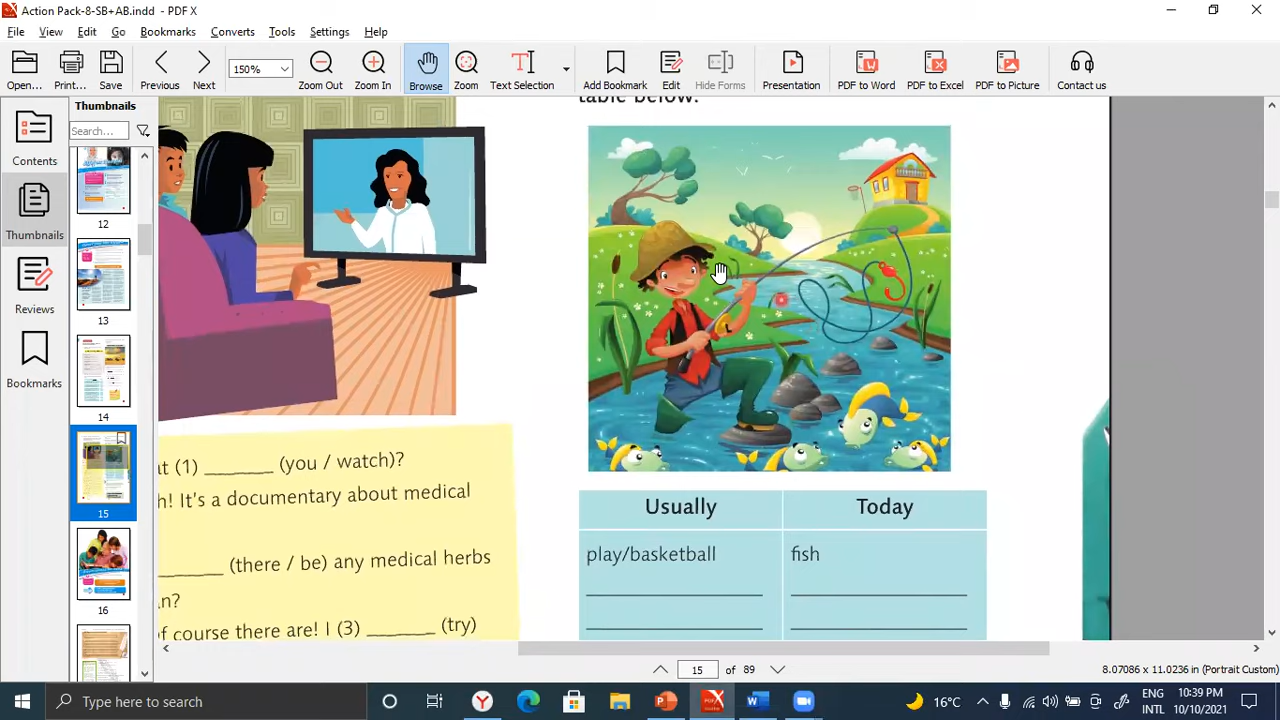 Action Pack-8-SB+AB.indd - PDF X
File View Edit Go Bookmarks Converts Tools Settings Help
Open... Print... Save Previous Next 150% Zoom Out Zoom In Browse Zoom Text Selection Add Bookmark Edit Hide Forms Presentation PDF to Word PDF to Excel PDF to Picture Contact us
Thumbnails
Search...
Contents
Thumbnails
Reviews
Bookmarks
12
13
14
15
16
table below.
at (1) _______ (you / watch)?
h! It's a documentary about medical
_______ (there / be) any medical herbs
n?
f course there are! I (3) _______ (try)
Usually Today
play/basketball fish
15 of 89
8.07086 x 11.0236 in (Portrait Custom)
Type here to search
16°C
ENG
INTL
10:39 PM
10/10/2021